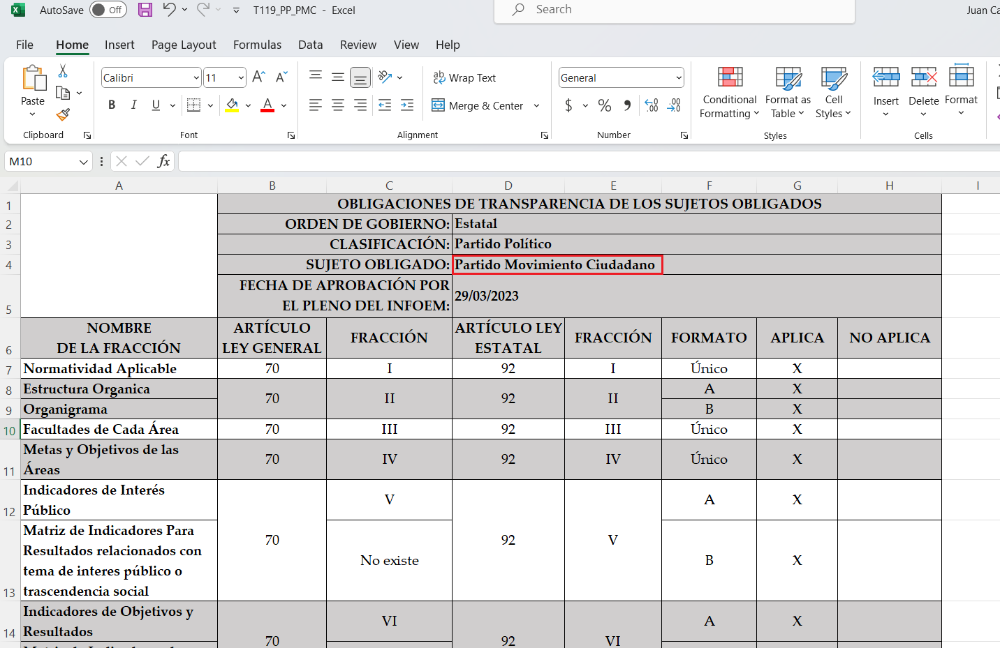 AutoSave Off T119_PP_PMC - Excel Search Juan Ca
File Home Insert Page Layout Formulas Data Review View Help
Paste
Clipboard
Calibri 11
B I U A
Font
ab Wrap Text
Merge & Center
Alignment
General
$ % 9 .00 .00
Number
Conditional Formatting
Format as Table
Cell Styles
Styles
Insert Delete Format
Cells
M10 fx
A B C D E F G H I
1 OBLIGACIONES DE TRANSPARENCIA DE LOS SUJETOS OBLIGADOS
2 ORDEN DE GOBIERNO: Estatal
3 CLASIFICACIÓN: Partido Político
4 SUJETO OBLIGADO: Partido Movimiento Ciudadano
FECHA DE APROBACIÓN POR
5 EL PLENO DEL INFOEM: 29/03/2023
NOMBRE ARTÍCULO FRACCIÓN ARTÍCULO LEY FRACCIÓN FORMATO APLICA NO APLICA
6 DE LA FRACCIÓN LEY GENERAL ESTATAL
7 Normatividad Aplicable 70 I 92 I Único X
8 Estructura Organica 70 II 92 II A X
9 Organigrama B X
10 Facultades de Cada Área 70 III 92 III Único X
Metas y Objetivos de las 70 IV 92 IV Único X
11 Áreas
Indicadores de Interés V A X
12 Público
Matriz de Indicadores Para 70 92 V
Resultados relacionados con No existe B X
tema de interes público o
13 trascendencia social
Indicadores de Objetivos y VI A X
14 Resultados
70 92 VI